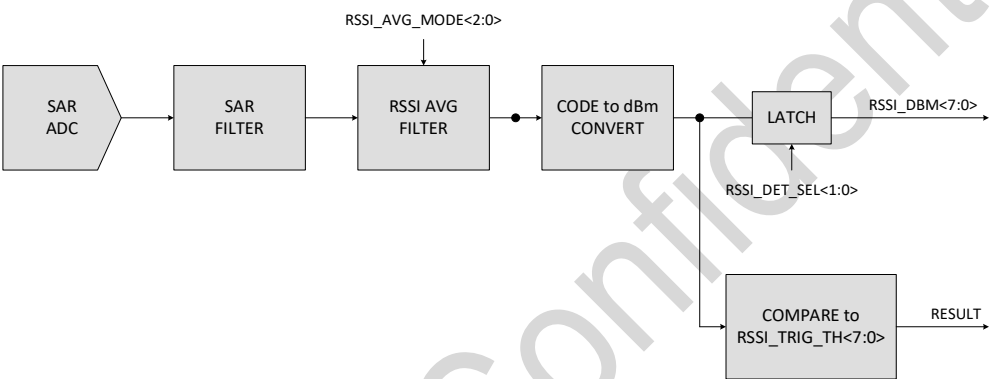 RSSI_AVG_MODE<2:0>
SAR
ADC
SAR
FILTER
RSSI AVG
FILTER
CODE to dBm
CONVERT
LATCH
RSSI_DBM<7:0>
RSSI_DET_SEL<1:0>
COMPARE to
RSSI_TRIG_TH<7:0>
RESULT
Confident